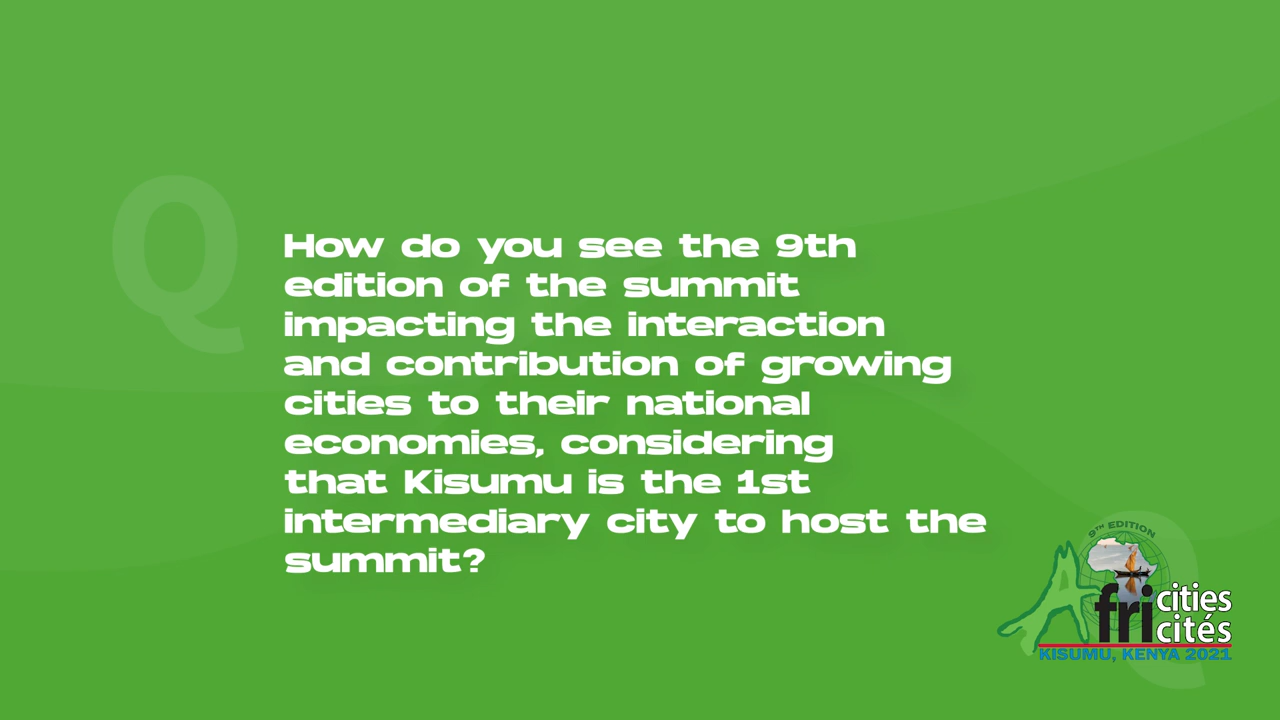 Q
How do you see the 9th
edition of the summit
impacting the interaction
and contribution of growing
cities to their national
economies, considering
that Kisumu is the 1st
intermediary city to host the
summit?
Q
9TH EDITION
Africities
cités
KISUMU, KENYA 2021